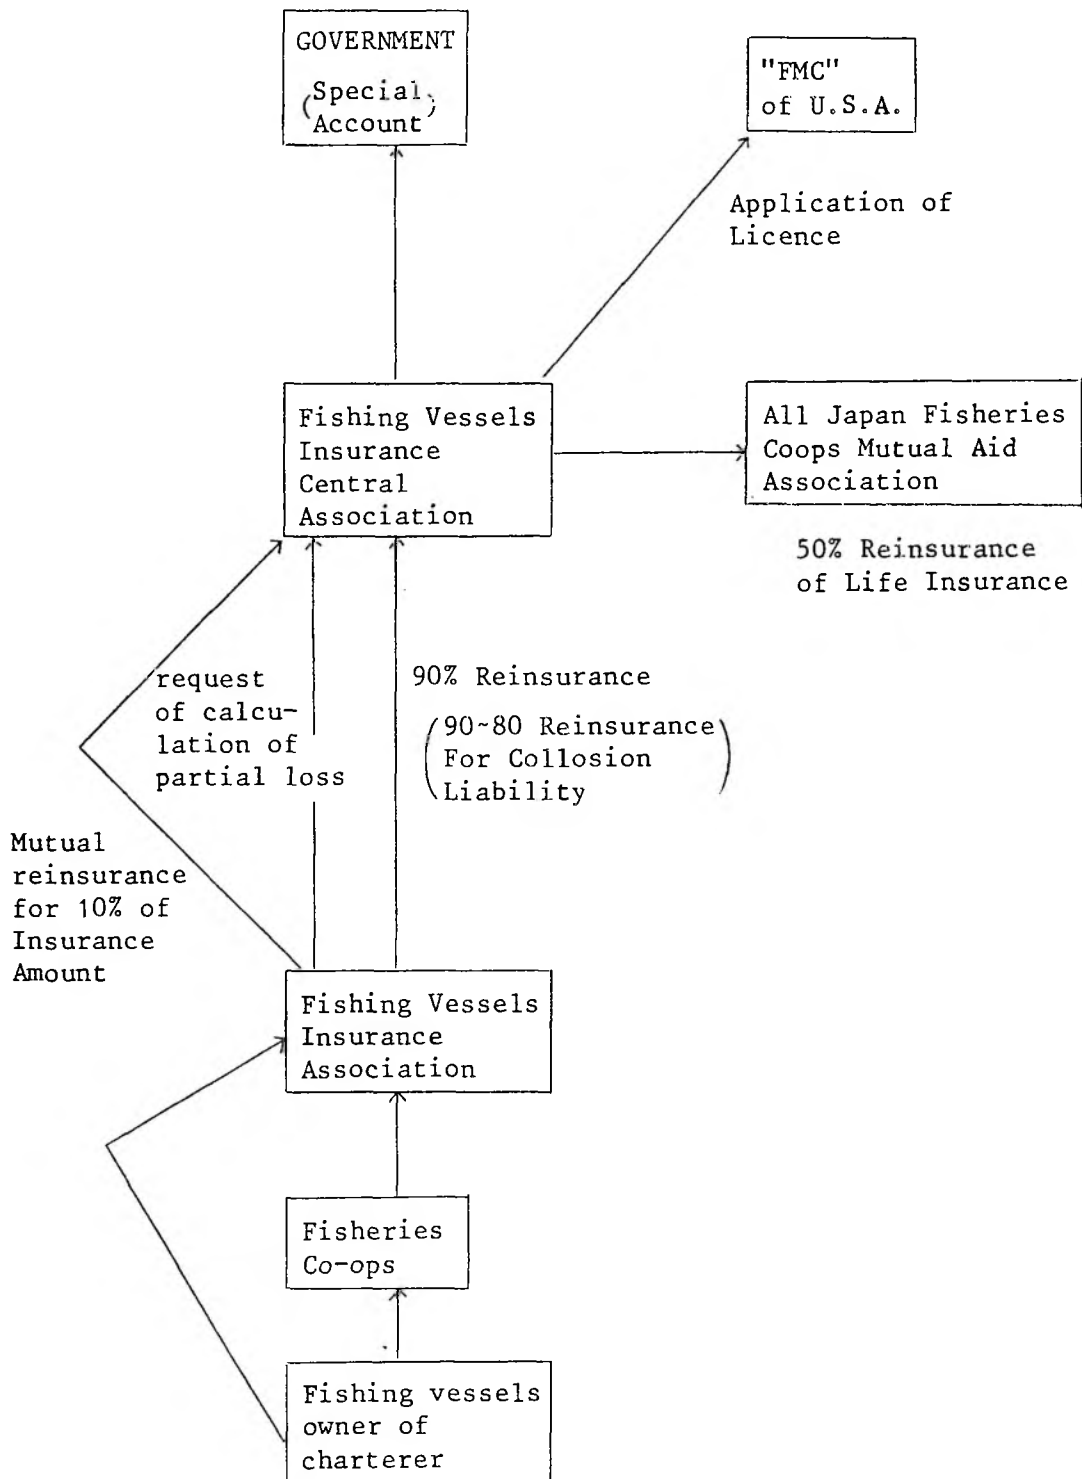 GOVERNMENT
(Special
Account)
"FMC"
of U.S.A.
Application of
Licence
Fishing Vessels
Insurance
Central
Association
All Japan Fisheries
Coops Mutual Aid
Association
50% Reinsurance
of Life Insurance
request
of calcu-
lation of
partial loss
90% Reinsurance
(90~80 Reinsurance
For Collosion
Liability)
Mutual
reinsurance
for 10% of
Insurance
Amount
Fishing Vessels
Insurance
Association
Fisheries
Co-ops
Fishing vessels
owner of
charterer